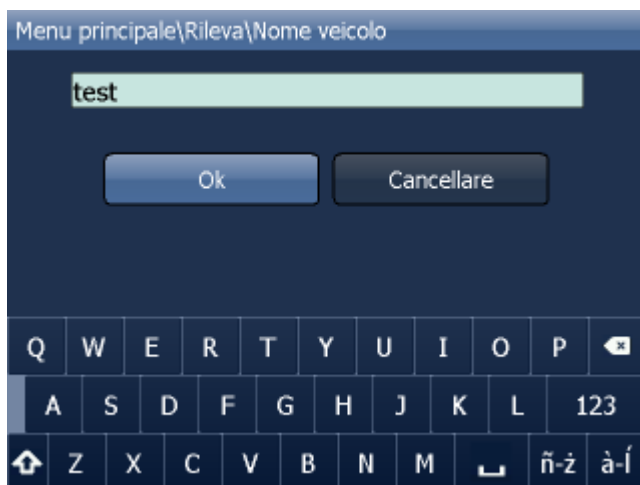 Menu principale\Rileva\Nome veicolo
test
Ok Cancellare
Q W E R T Y U I O P
A S D F G H J K L 123
Z X C V B N M ñ-ż à-Í